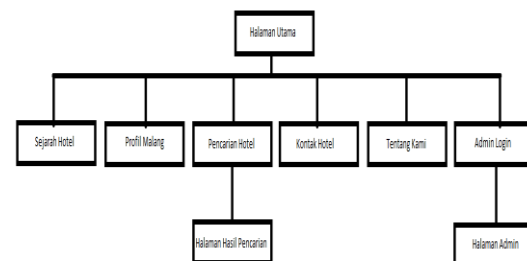 Halaman Utama
Sejarah Hotel
Profil Malang
Pencarian Hotel
Kontak Hotel
Tentang Kami
Admin Login
Halaman Hasil Pencarian
Halaman Admin